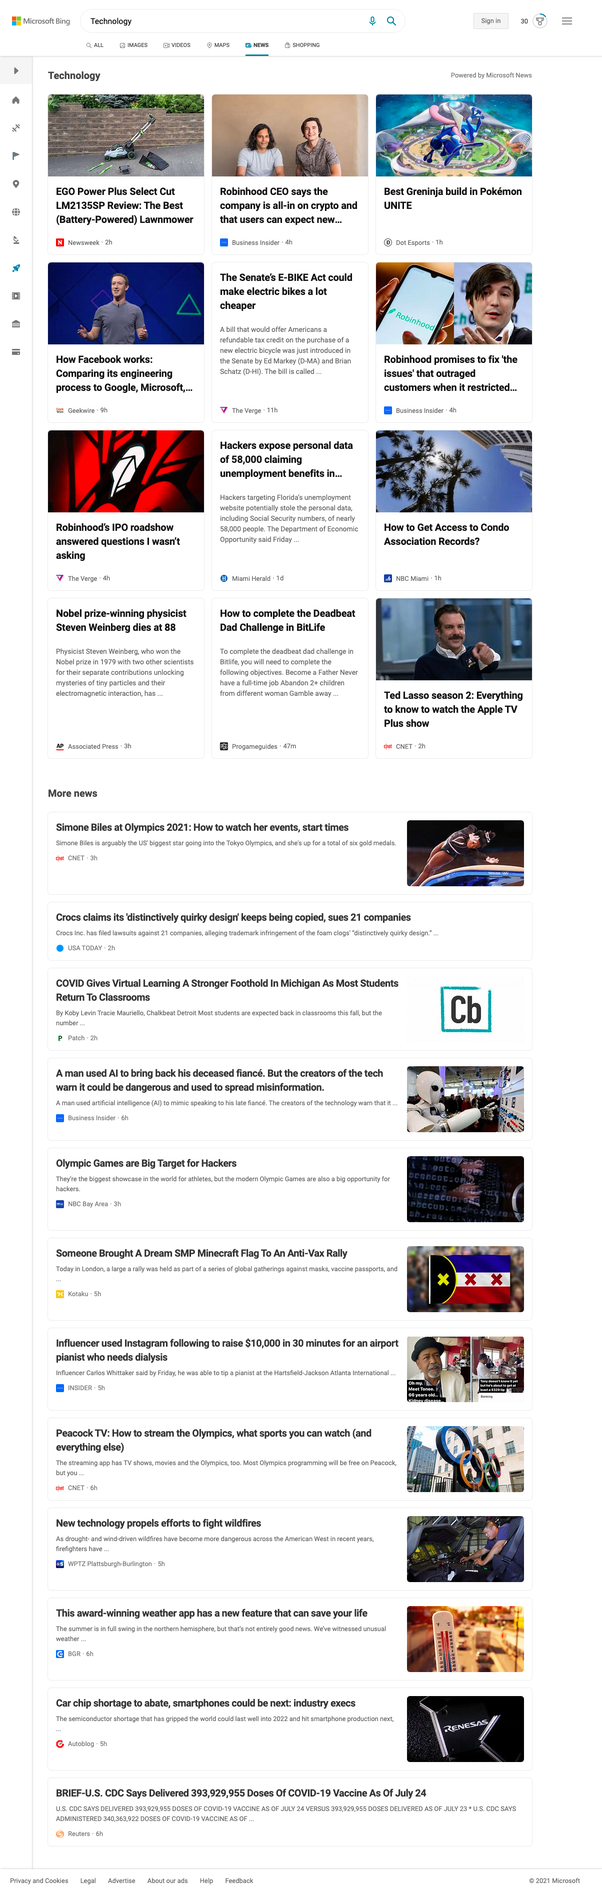 Microsoft Bing
Technology
Sign in
30
ALL
IMAGES
VIDEOS
MAPS
NEWS
SHOPPING
Technology
Powered by Microsoft News
EGO Power Plus Select Cut
LM2135SP Review: The Best
(Battery-Powered) Lawnmower
Newsweek · 2h
Robinhood CEO says the
company is all-in on crypto and
that users can expect new...
Business Insider · 4h
Best Greninja build in Pokémon
UNITE
Dot Esports · 1h
How Facebook works:
Comparing its engineering
process to Google, Microsoft,...
Geekwire · 9h
The Senate's E-BIKE Act could
make electric bikes a lot
cheaper
A bill that would offer Americans a
refundable tax credit on the purchase of a
new electric bicycle was just introduced in
the Senate by Ed Markey (D-MA) and Brian
Schatz (D-HI). The bill is called ...
The Verge · 11h
Robinhood
Robinhood promises to fix 'the
issues' that outraged
customers when it restricted...
Business Insider · 4h
Robinhood's IPO roadshow
answered questions I wasn't
asking
The Verge · 4h
Hackers expose personal data
of 58,000 claiming
unemployment benefits in...
Hackers targeting Florida's unemployment
website potentially stole the personal data,
including Social Security numbers, of nearly
58,000 people. The Department of Economic
Opportunity said Friday ...
Miami Herald · 1d
How to Get Access to Condo
Association Records?
NBC Miami · 1h
Nobel prize-winning physicist
Steven Weinberg dies at 88
Physicist Steven Weinberg, who won the
Nobel prize in 1979 with two other scientists
for their separate contributions unlocking
mysteries of tiny particles and their
electromagnetic interaction, has ...
AP
Associated Press · 3h
How to complete the Deadbeat
Dad Challenge in BitLife
To complete the deadbeat dad challenge in
Bitlife, you will need to complete the
following objectives. Become a Father Never
have a full-time job Abandon 2+ children
from different woman Gamble away ...
Progameguides · 47m
Ted Lasso season 2: Everything
to know to watch the Apple TV
Plus show
CNET · 2h
More news
Simone Biles at Olympics 2021: How to watch her events, start times
Simone Biles is arguably the US' biggest star going into the Tokyo Olympics, and she's up for a total of six gold medals.
CNET · 3h
Crocs claims its 'distinctively quirky design' keeps being copied, sues 21 companies
Crocs Inc. has filed lawsuits against 21 companies, alleging trademark infringement of the foam clogs' "distinctively quirky design." ...
USA TODAY · 2h
COVID Gives Virtual Learning A Stronger Foothold In Michigan As Most Students
Return To Classrooms
By Koby Levin Tracie Mauriello, Chalkbeat Detroit Most students are expected back in classrooms this fall, but the
number ...
Patch · 2h
Cb
A man used AI to bring back his deceased fiancé. But the creators of the tech
warn it could be dangerous and used to spread misinformation.
A man used artificial intelligence (AI) to mimic speaking to his late fiancé. The creators of the technology warn that it ...
Business Insider · 6h
Olympic Games are Big Target for Hackers
They're the biggest showcase in the world for athletes, but the modern Olympic Games are also a big opportunity for
hackers.
NBC Bay Area · 3h
Someone Brought A Dream SMP Minecraft Flag To An Anti-Vax Rally
Today in London, a large a rally was held as part of a series of global gatherings against masks, vaccine passports, and
...
Kotaku · 5h
Influencer used Instagram following to raise $10,000 in 30 minutes for an airport
pianist who needs dialysis
Influencer Carlos Whittaker said by Friday, he was able to tip a pianist at the Hartsfield-Jackson Atlanta International ...
INSIDER · 5h
Oh my.
Meet Tonee.
66 years old...
Peacock TV: How to stream the Olympics, what sports you can watch (and
everything else)
The streaming app has TV shows, movies and the Olympics, too. Most Olympics programming will be free on Peacock,
but you ...
CNET · 6h
New technology propels efforts to fight wildfires
As drought- and wind-driven wildfires have become more dangerous across the American West in recent years,
firefighters have ...
WPTZ Plattsburgh-Burlington · 5h
This award-winning weather app has a new feature that can save your life
The summer is in full swing in the northern hemisphere, but that's not entirely good news. We've witnessed unusual
weather ...
BGR · 6h
Car chip shortage to abate, smartphones could be next: industry execs
The semiconductor shortage that has gripped the world could last well into 2022 and hit smartphone production next,
...
Autoblog · 5h
RENESAS
BRIEF-U.S. CDC Says Delivered 393,929,955 Doses Of COVID-19 Vaccine As Of July 24
U.S. CDC SAYS DELIVERED 393,929,955 DOSES OF COVID-19 VACCINE AS OF JULY 24 VERSUS 393,929,955 DOSES DELIVERED AS OF JULY 23 * U.S. CDC SAYS
ADMINISTERED 340,363,922 DOSES OF COVID-19 VACCINE AS OF ...
Reuters · 6h
Privacy and Cookies
Legal
Advertise
About our ads
Help
Feedback
© 2021 Microsoft